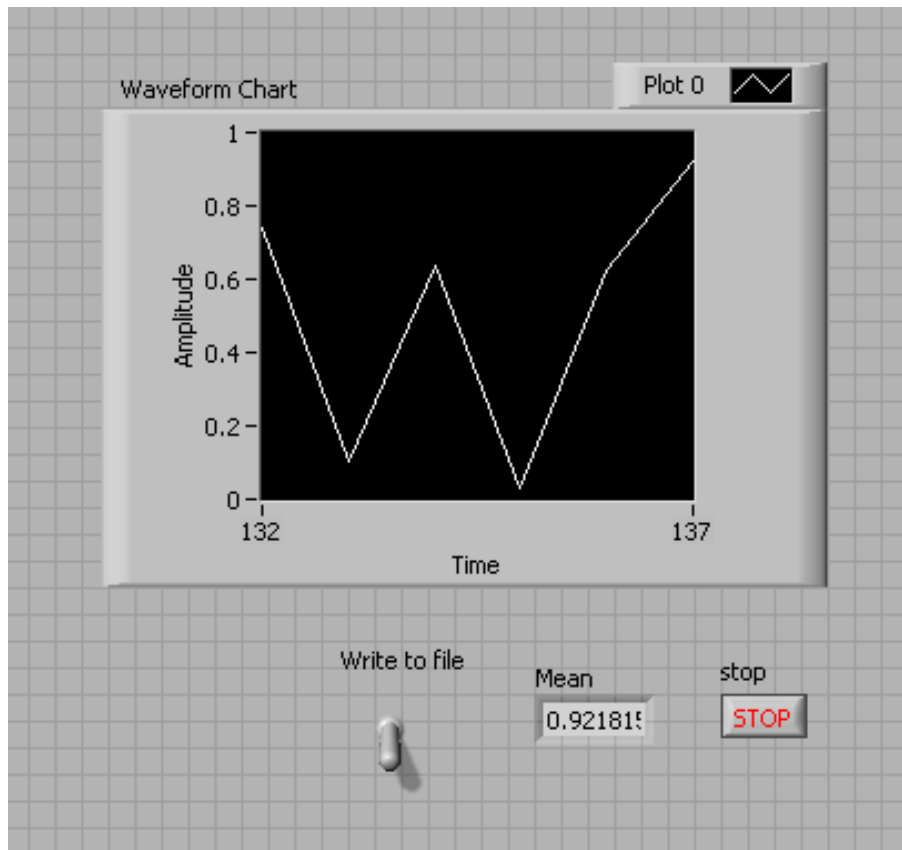 Waveform Chart
Plot 0
1
0.8
0.6
0.4
0.2
0
Amplitude
132
137
Time
Write to file
Mean
0.921815
stop
STOP